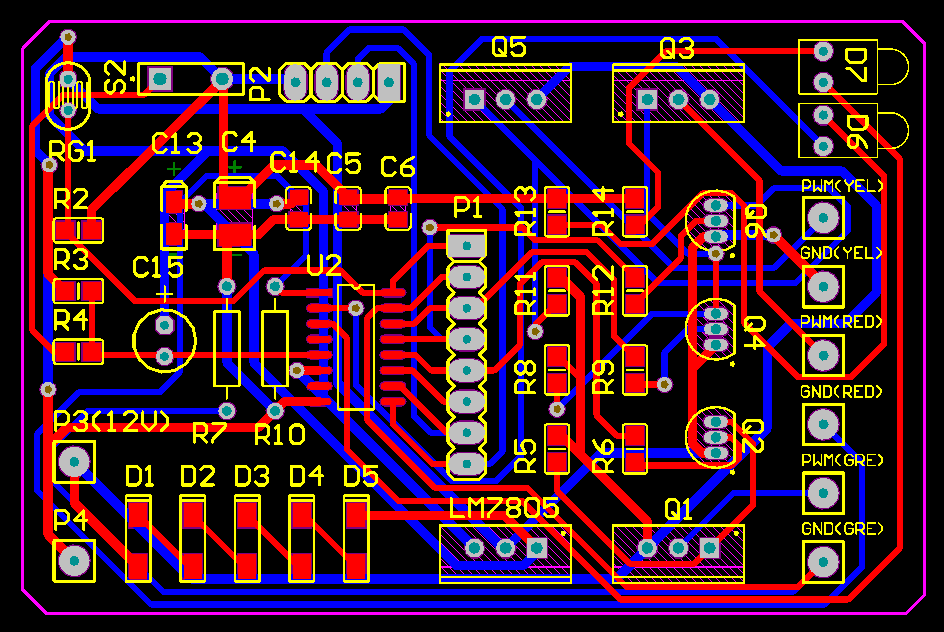 Q5
Q3
D7
S2
P2
D6
C13
C4
RG1
C14
C5
C6
PWM(YEL)
R2
P1
R13
R14
Q6
R3
C15
U2
GND(YEL)
R11
R12
R4
PWM(RED)
Q4
R8
R9
GND(RED)
P3(12V)
R7
R10
R5
R6
Q2
PWM(GRE)
D1
D2
D3
D4
D5
P4
LM7805
Q1
GND(GRE)